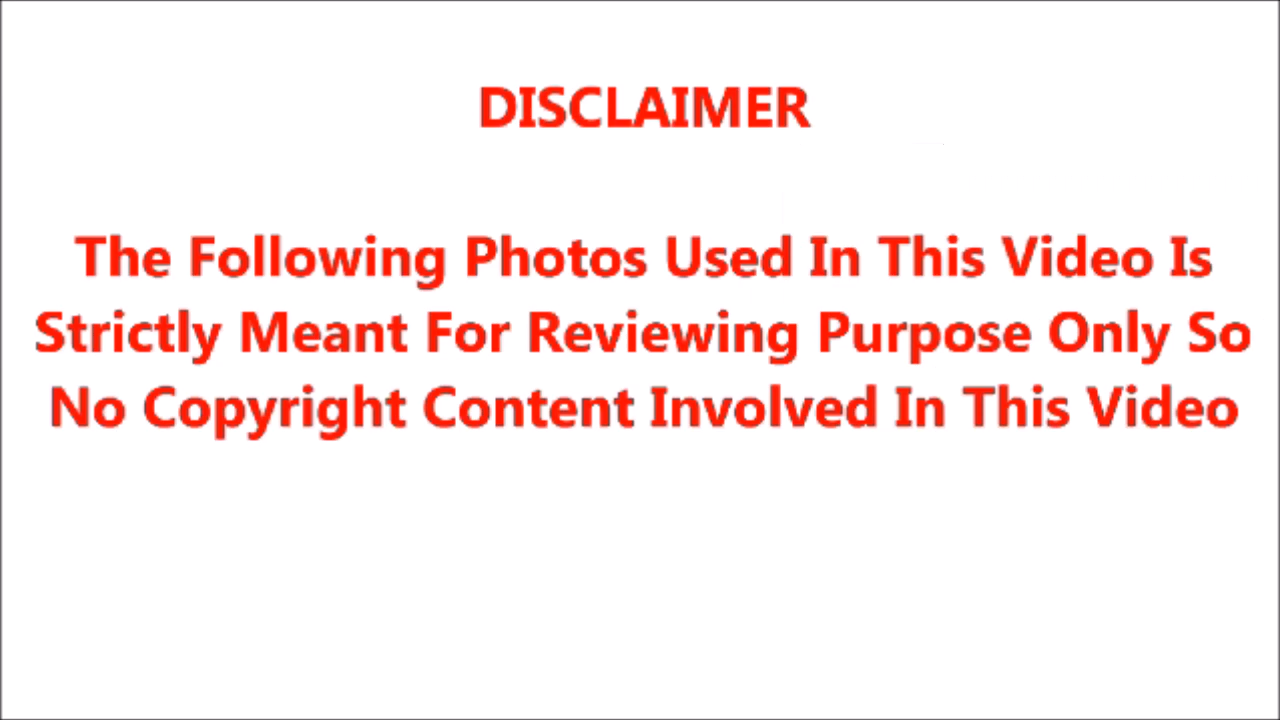 DISCLAIMER
The Following Photos Used In This Video Is
Strictly Meant For Reviewing Purpose Only So
No Copyright Content Involved In This Video